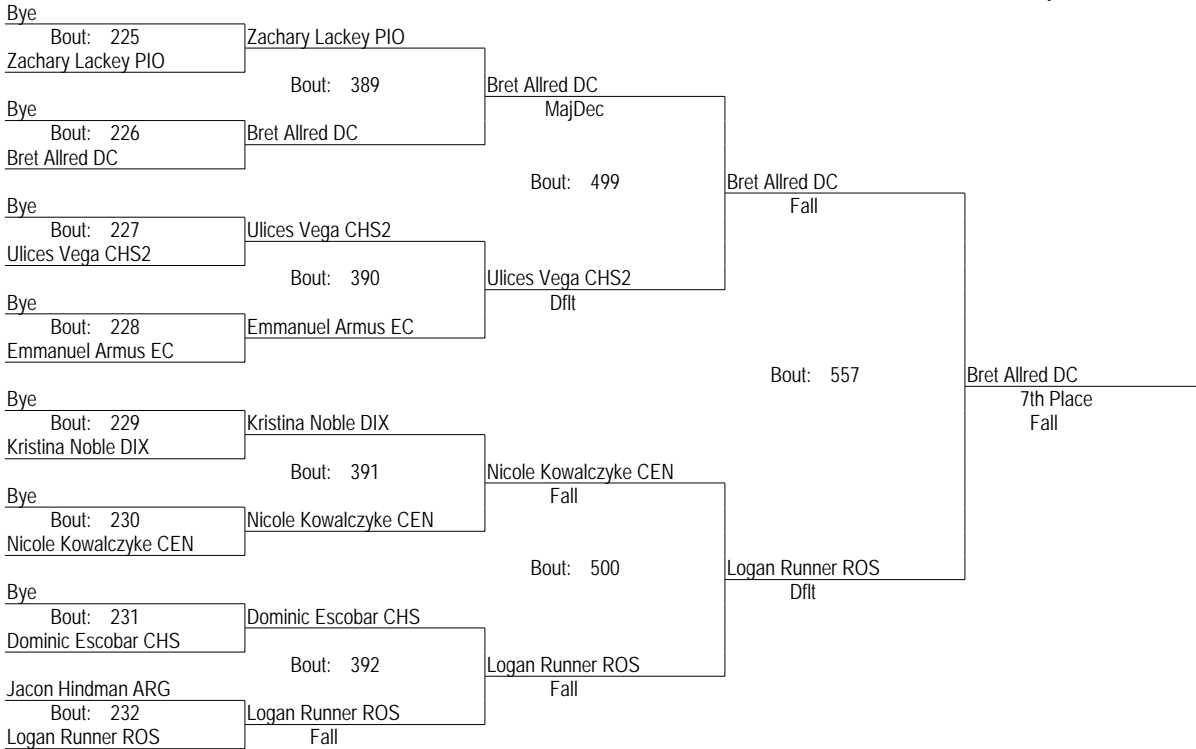 Bye
Bout: 225
Zachary Lackey PIO
Zachary Lackey PIO
Bout: 389
Bret Allred DC
MajDec
Bye
Bout: 226
Bret Allred DC
Bret Allred DC
Bout: 499
Bret Allred DC
Fall
Bye
Bout: 227
Ulices Vega CHS2
Ulices Vega CHS2
Bout: 390
Ulices Vega CHS2
Dflt
Bye
Bout: 228
Emmanuel Armus EC
Emmanuel Armus EC
Bout: 557
Bret Allred DC
7th Place
Fall
Bye
Bout: 229
Kristina Noble DIX
Kristina Noble DIX
Bout: 391
Nicole Kowalczyke CEN
Fall
Bye
Bout: 230
Nicole Kowalczyke CEN
Nicole Kowalczyke CEN
Bout: 500
Logan Runner ROS
Dflt
Bye
Bout: 231
Dominic Escobar CHS
Dominic Escobar CHS
Bout: 392
Logan Runner ROS
Fall
Jacon Hindman ARG
Bout: 232
Logan Runner ROS
Logan Runner ROS
Fall